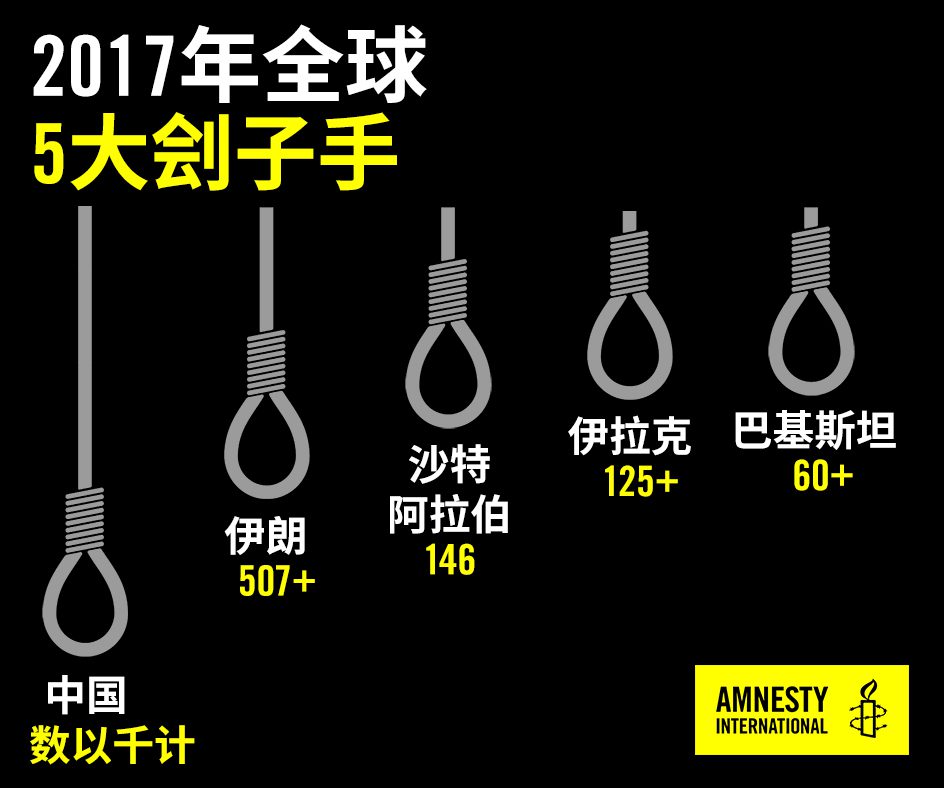 2017年全球
5大刽子手
中国
数以千计
伊朗
507+
沙特
阿拉伯
146
伊拉克
125+
巴基斯坦
60+
AMNESTY
INTERNATIONAL